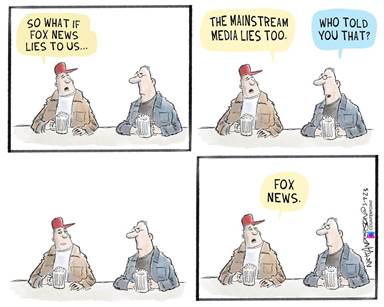 SO WHAT IF
FOX NEWS
LIES TO US...
THE MAINSTREAM
MEDIA LIES TOO.
WHO TOLD
YOU THAT?
FOX
NEWS.